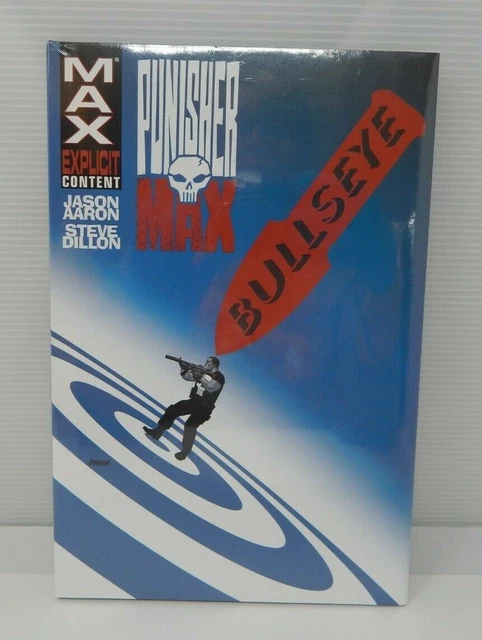 MAX®
EXPLICIT
CONTENT
JASON
AARON
STEVE
DILLON
PUNISHER
MAX
BULLSEYE